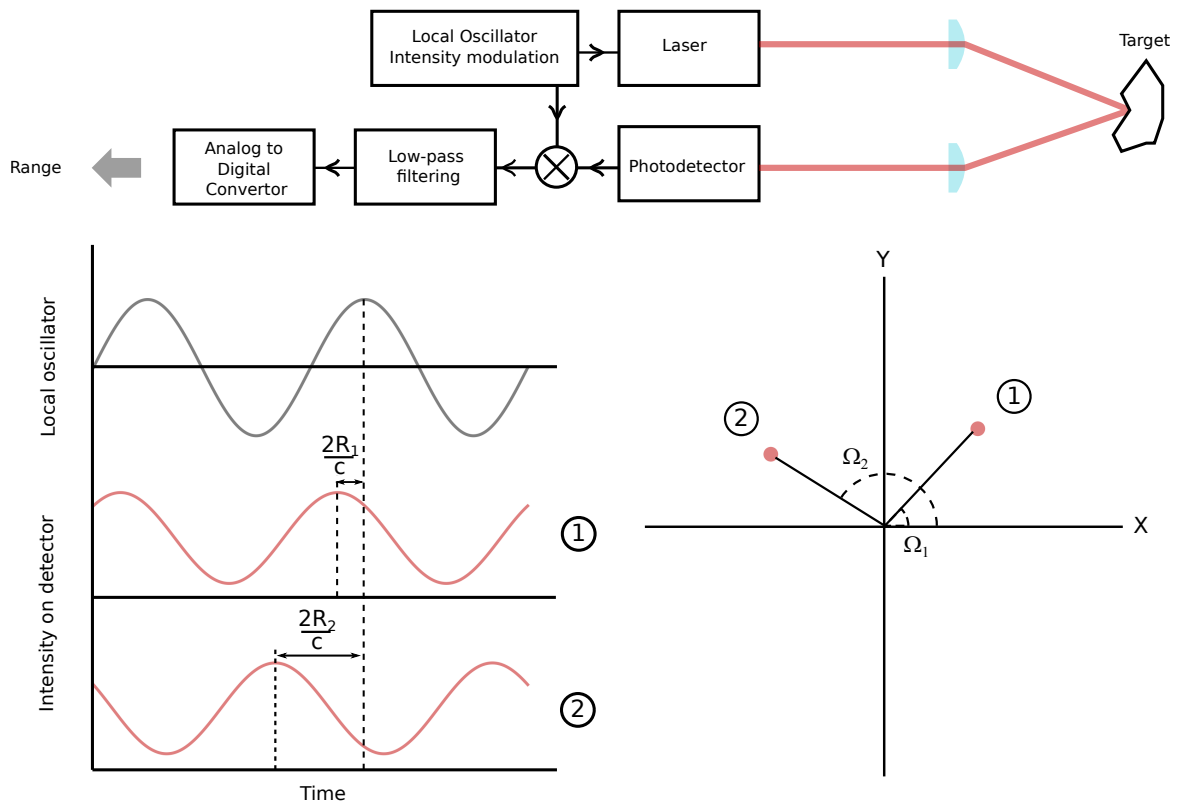 Local Oscillator
Intensity modulation
Laser
Target
Range
Analog to
Digital
Convertor
Low-pass
filtering
Photodetector
Local oscillator
Intensity on detector
2R₁
c
1
2R₂
c
2
Time
Y
X
1
2
Ω₂
Ω₁